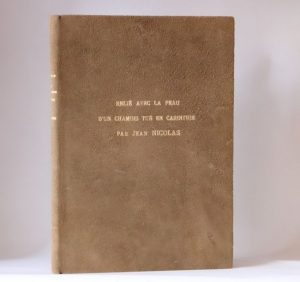 RELIÉ AVEC LA PEAU
D'UN CHAMOIS TUÉ EN CARINTHIE
PAR JEAN NICOLAS